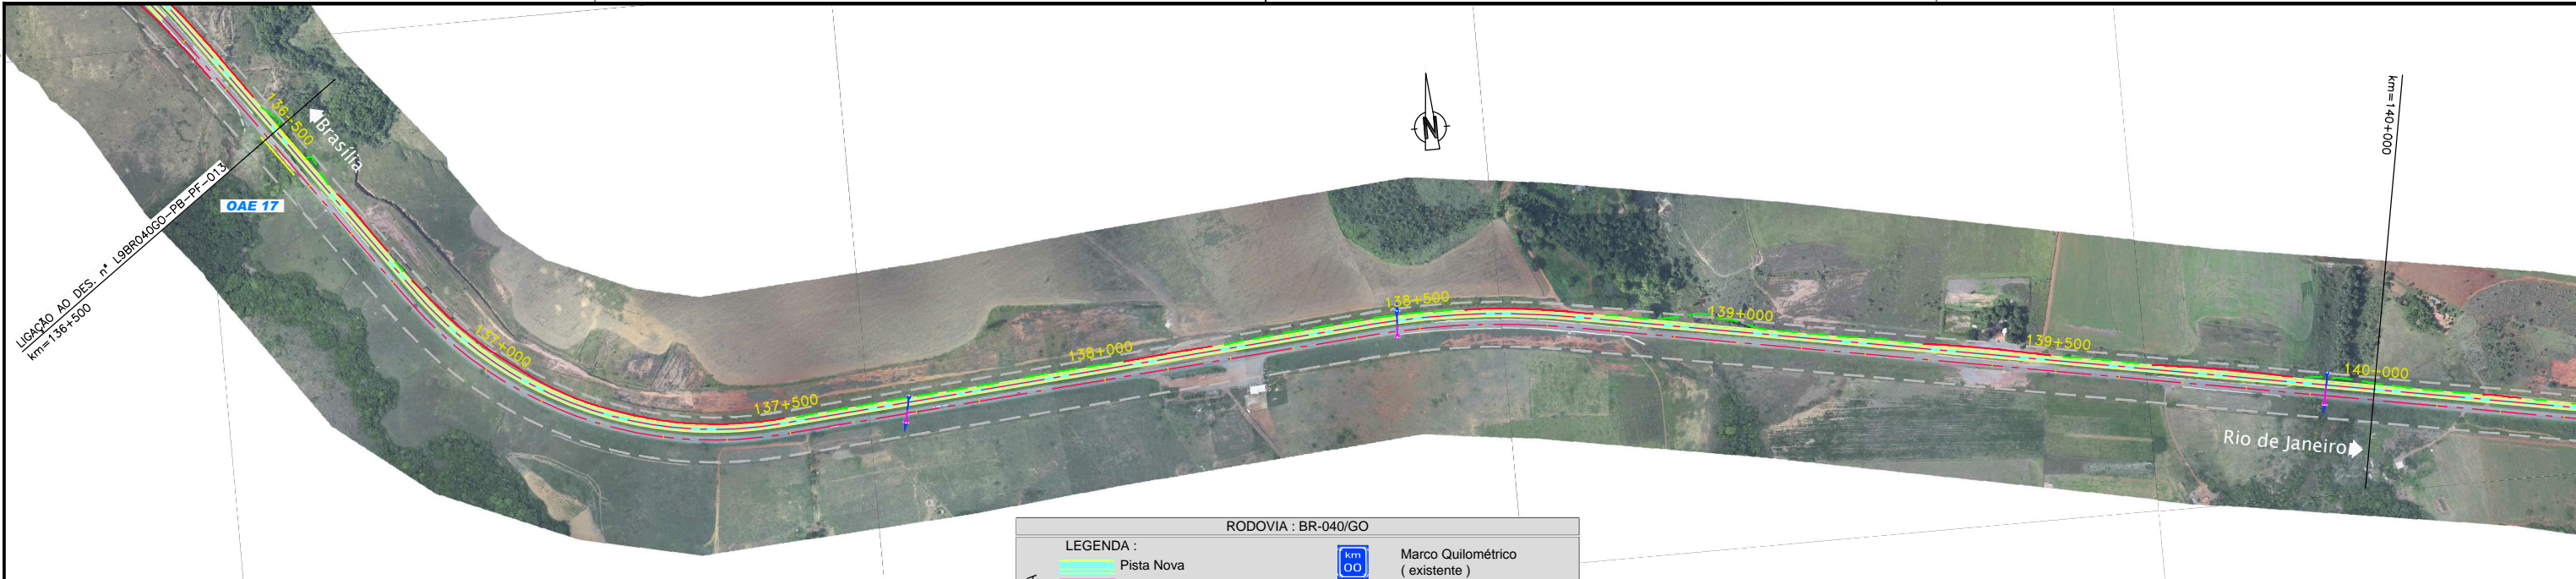 136+500
Brasília
OAE 17
LIGAÇÃO AO DES. n° L9BR040GO-PB-PF-013
km=136+500
137+000
137+500
138+000
138+500
N
139+000
139+500
140+000
km=140+000
Rio de Janeiro
RODOVIA : BR-040/GO
LEGENDA :
Pista Nova
km
00
Marco Quilométrico
( existente )